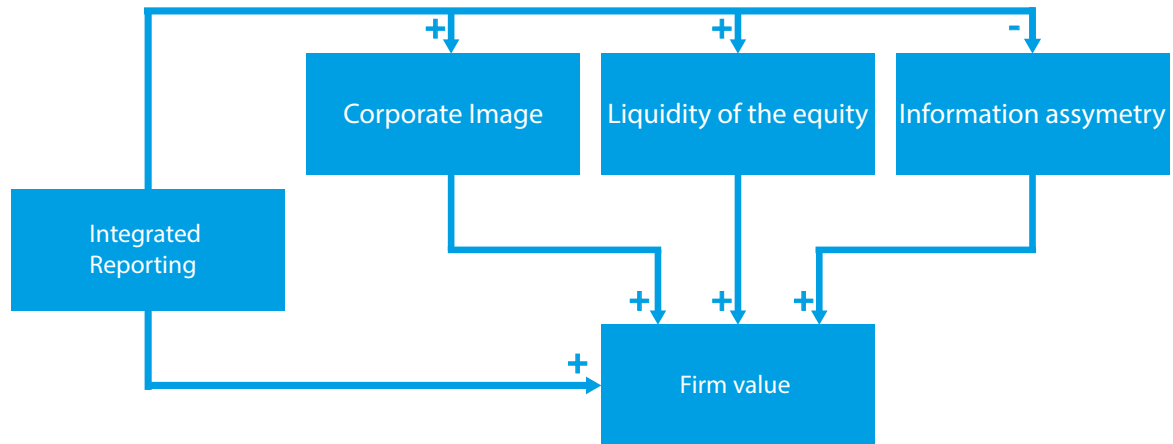 + + -
Corporate Image Liquidity of the equity Information assymetry
Integrated
Reporting
+ + +
+
Firm value